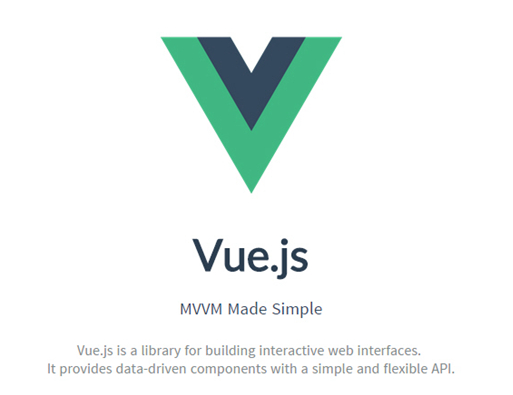 Vue.js
MVVM Made Simple
Vue.js is a library for building interactive web interfaces.
It provides data-driven components with a simple and flexible API.